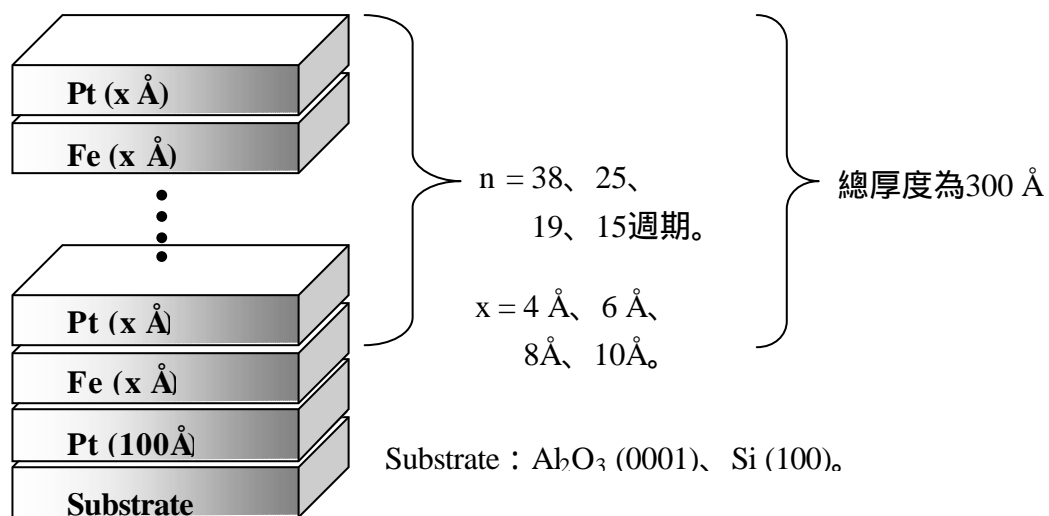 Pt (x Å)
Fe (x Å)
n = 38、25、
19、15週期。
總厚度為300 Å
x = 4 Å、6 Å、
8Å、10Å。
Pt (x Å)
Fe (x Å)
Pt (100Å)
Substrate
Substrate：Al₂O₃ (0001)、Si (100)。